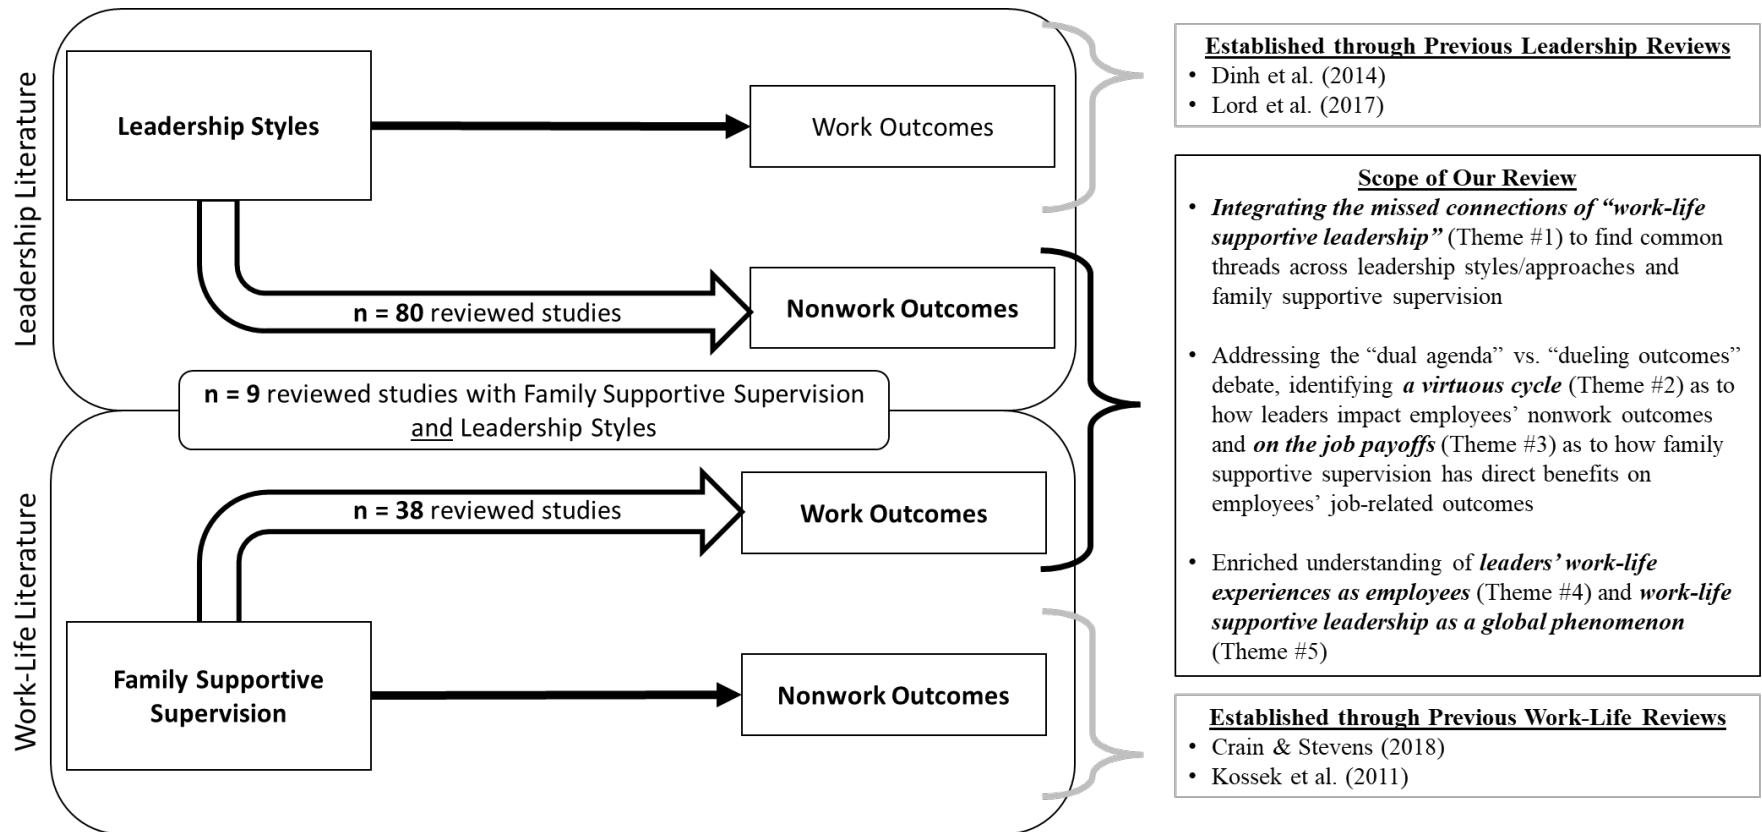 Leadership Literature
Leadership Styles
Work Outcomes
n = 80 reviewed studies
Nonwork Outcomes
n = 9 reviewed studies with Family Supportive Supervision
and Leadership Styles
Work-Life Literature
n = 38 reviewed studies
Work Outcomes
Family Supportive
Supervision
Nonwork Outcomes
Established through Previous Leadership Reviews
• Dinh et al. (2014)
• Lord et al. (2017)
Scope of Our Review
• Integrating the missed connections of “work-life
supportive leadership” (Theme #1) to find common
threads across leadership styles/approaches and
family supportive supervision
• Addressing the “dual agenda” vs. “dueling outcomes”
debate, identifying a virtuous cycle (Theme #2) as to
how leaders impact employees’ nonwork outcomes
and on the job payoffs (Theme #3) as to how family
supportive supervision has direct benefits on
employees’ job-related outcomes
• Enriched understanding of leaders’ work-life
experiences as employees (Theme #4) and work-life
supportive leadership as a global phenomenon
(Theme #5)
Established through Previous Work-Life Reviews
• Crain & Stevens (2018)
• Kossek et al. (2011)